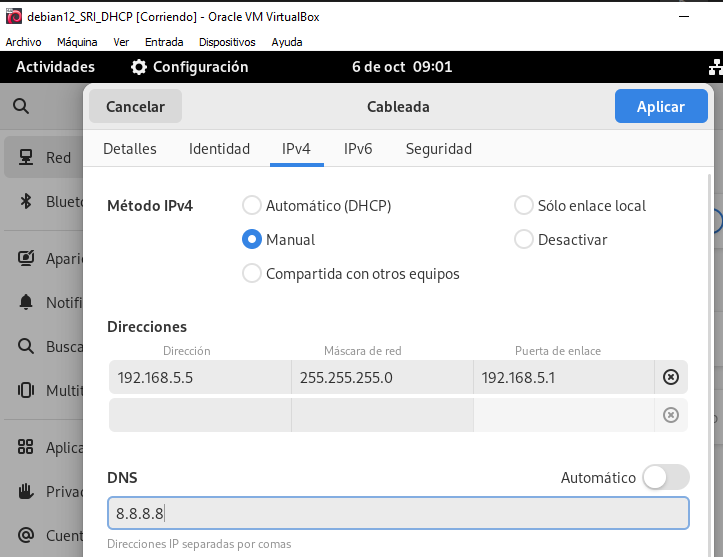 debian12_SRI_DHCP [Corriendo] - Oracle VM VirtualBox
Archivo Máquina Ver Entrada Dispositivos Ayuda
Actividades Configuración 6 de oct 09:01
Cancelar Cableada Aplicar
Detalles Identidad IPv4 IPv6 Seguridad
Red
Método IPv4 Automático (DHCP) Sólo enlace local
Blueto
Manual Desactivar
Apari
Compartida con otros equipos
Notifi
Direcciones
Busca
Dirección Máscara de red Puerta de enlace
192.168.5.5 255.255.255.0 192.168.5.1
Multit
Aplica
DNS Automático
Privac
8.8.8.8
Cuent
Direcciones IP separadas por comas